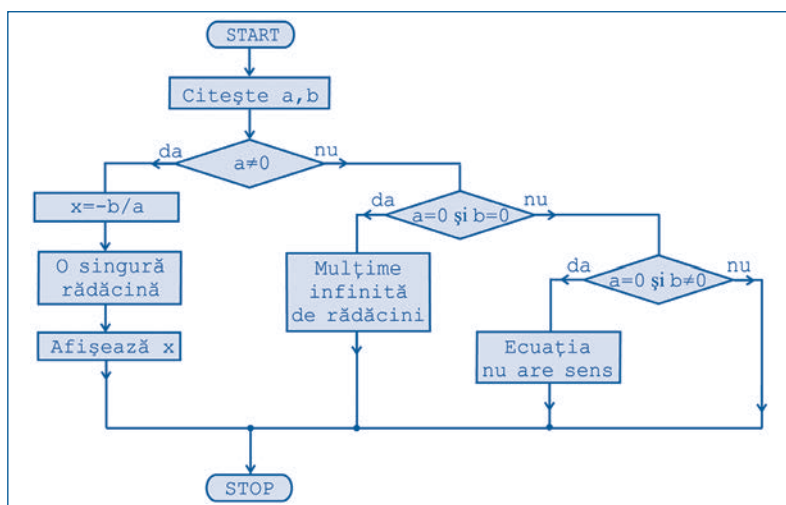 START
Citeşte a,b
a≠0
da
nu
x=-b/a
O singură
rădăcină
Afişează x
a=0 şi b=0
da
nu
Mulţime
infinită
de rădăcini
a=0 şi b≠0
da
nu
Ecuaţia
nu are sens
STOP